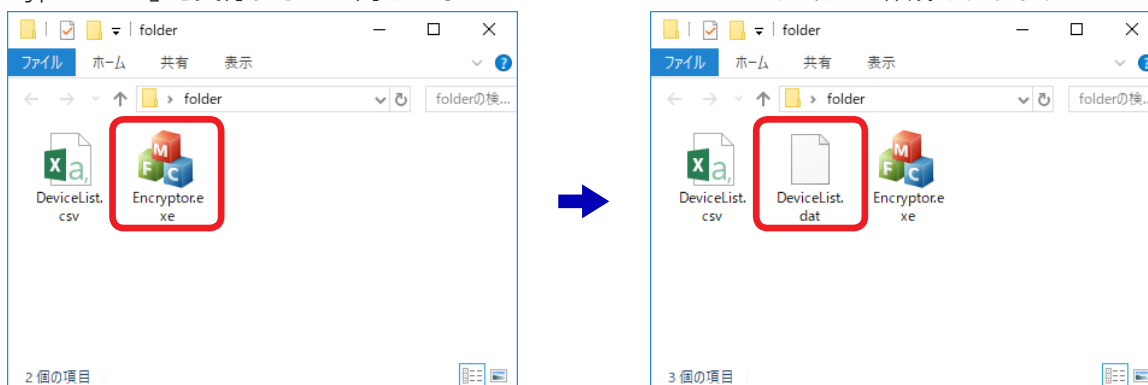 folder
ファイル ホーム 共有 表示
folder
folderの検...
DeviceList.
csv
Encryptor.e
xe
2 個の項目
folder
ファイル ホーム 共有 表示
folder
folderの検...
DeviceList.
csv
DeviceList.
dat
Encryptor.e
xe
3 個の項目